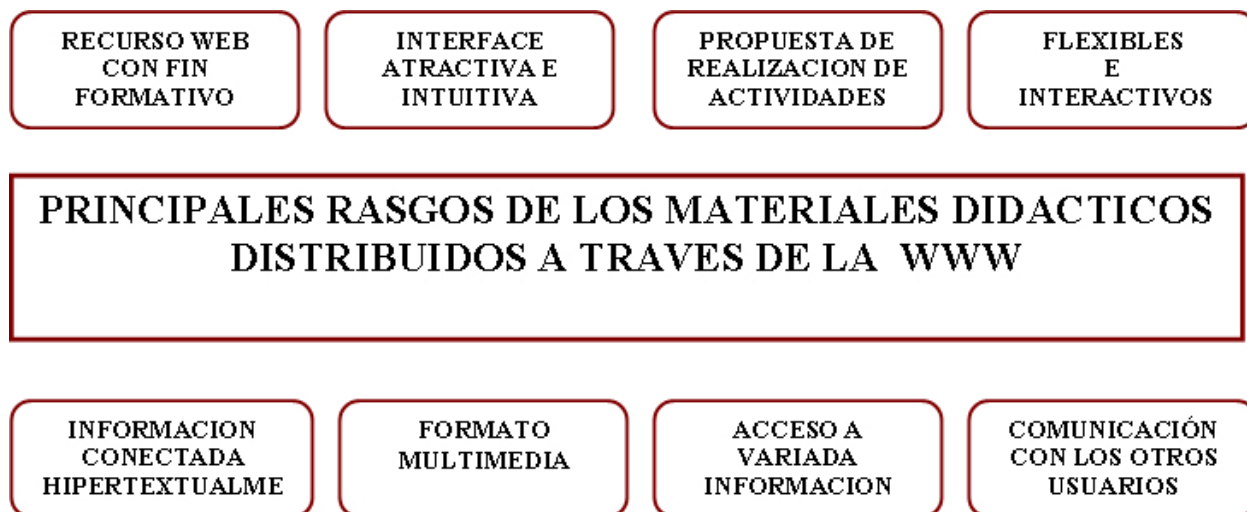 RECURSO WEB
CON FIN
FORMATIVO
INTERFACE
ATRACTIVA E
INTUITIVA
PROPUESTA DE
REALIZACION DE
ACTIVIDADES
FLEXIBLES
E
INTERACTIVOS
PRINCIPALES RASGOS DE LOS MATERIALES DIDACTICOS
DISTRIBUIDOS A TRAVES DE LA WWW
INFORMACION
CONECTADA
HIPERTEXTUALME
FORMATO
MULTIMEDIA
ACCESO A
VARIADA
INFORMACION
COMUNICACIÓN
CON LOS OTROS
USUARIOS